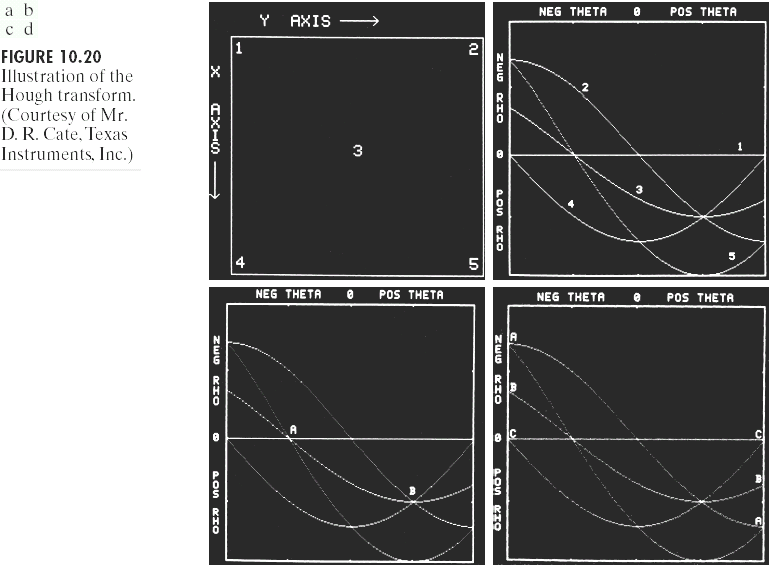 a b
c d
FIGURE 10.20
Illustration of the
Hough transform.
(Courtesy of Mr.
D. R. Cate, Texas
Instruments, Inc.)
Y AXIS
X AXIS
1 2
3
4 5
NEG THETA 0 POS THETA
NEG RHO 0 POS RHO
2
1
3
4
5
NEG THETA 0 POS THETA
NEG RHO 0 POS RHO
A
B
NEG THETA 0 POS THETA
NEG RHO 0 POS RHO
A
B
C C
B
A